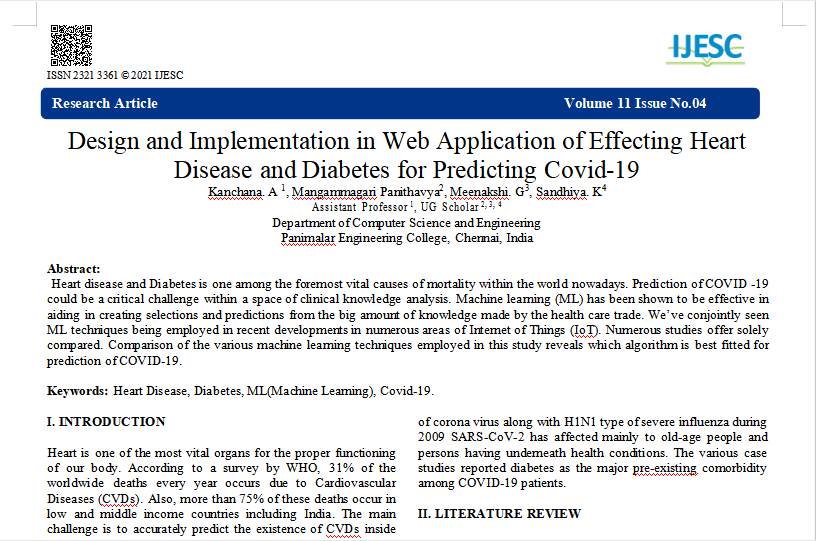 IJESC
ISSN 2321 3361 © 2021 IJESC
Research Article Volume 11 Issue No.04
Design and Implementation in Web Application of Effecting Heart
Disease and Diabetes for Predicting Covid-19
Kanchana. A 1, Mangammagari Panithavya2, Meenakshi. G3, Sandhiya. K4
Assistant Professor 1, UG Scholar 2, 3, 4
Department of Computer Science and Engineering
Panimalar Engineering College, Chennai, India
Abstract:
Heart disease and Diabetes is one among the foremost vital causes of mortality within the world nowadays. Prediction of COVID -19
could be a critical challenge within a space of clinical knowledge analysis. Machine learning (ML) has been shown to be effective in
aiding in creating selections and predictions from the big amount of knowledge made by the health care trade. We've conjointly seen
ML techniques being employed in recent developments in numerous areas of Internet of Things (IoT). Numerous studies offer solely
compared. Comparison of the various machine learning techniques employed in this study reveals which algorithm is best fitted for
prediction of COVID-19.
Keywords: Heart Disease, Diabetes, ML(Machine Learning), Covid-19.
I. INTRODUCTION
Heart is one of the most vital organs for the proper functioning
of our body. According to a survey by WHO, 31% of the
worldwide deaths every year occurs due to Cardiovascular
Diseases (CVDs). Also, more than 75% of these deaths occur in
low and middle income countries including India. The main
challenge is to accurately predict the existence of CVDs inside
of corona virus along with H1N1 type of severe influenza during
2009 SARS-CoV-2 has affected mainly to old-age people and
persons having underneath health conditions. The various case
studies reported diabetes as the major pre-existing comorbidity
among COVID-19 patients.
II. LITERATURE REVIEW